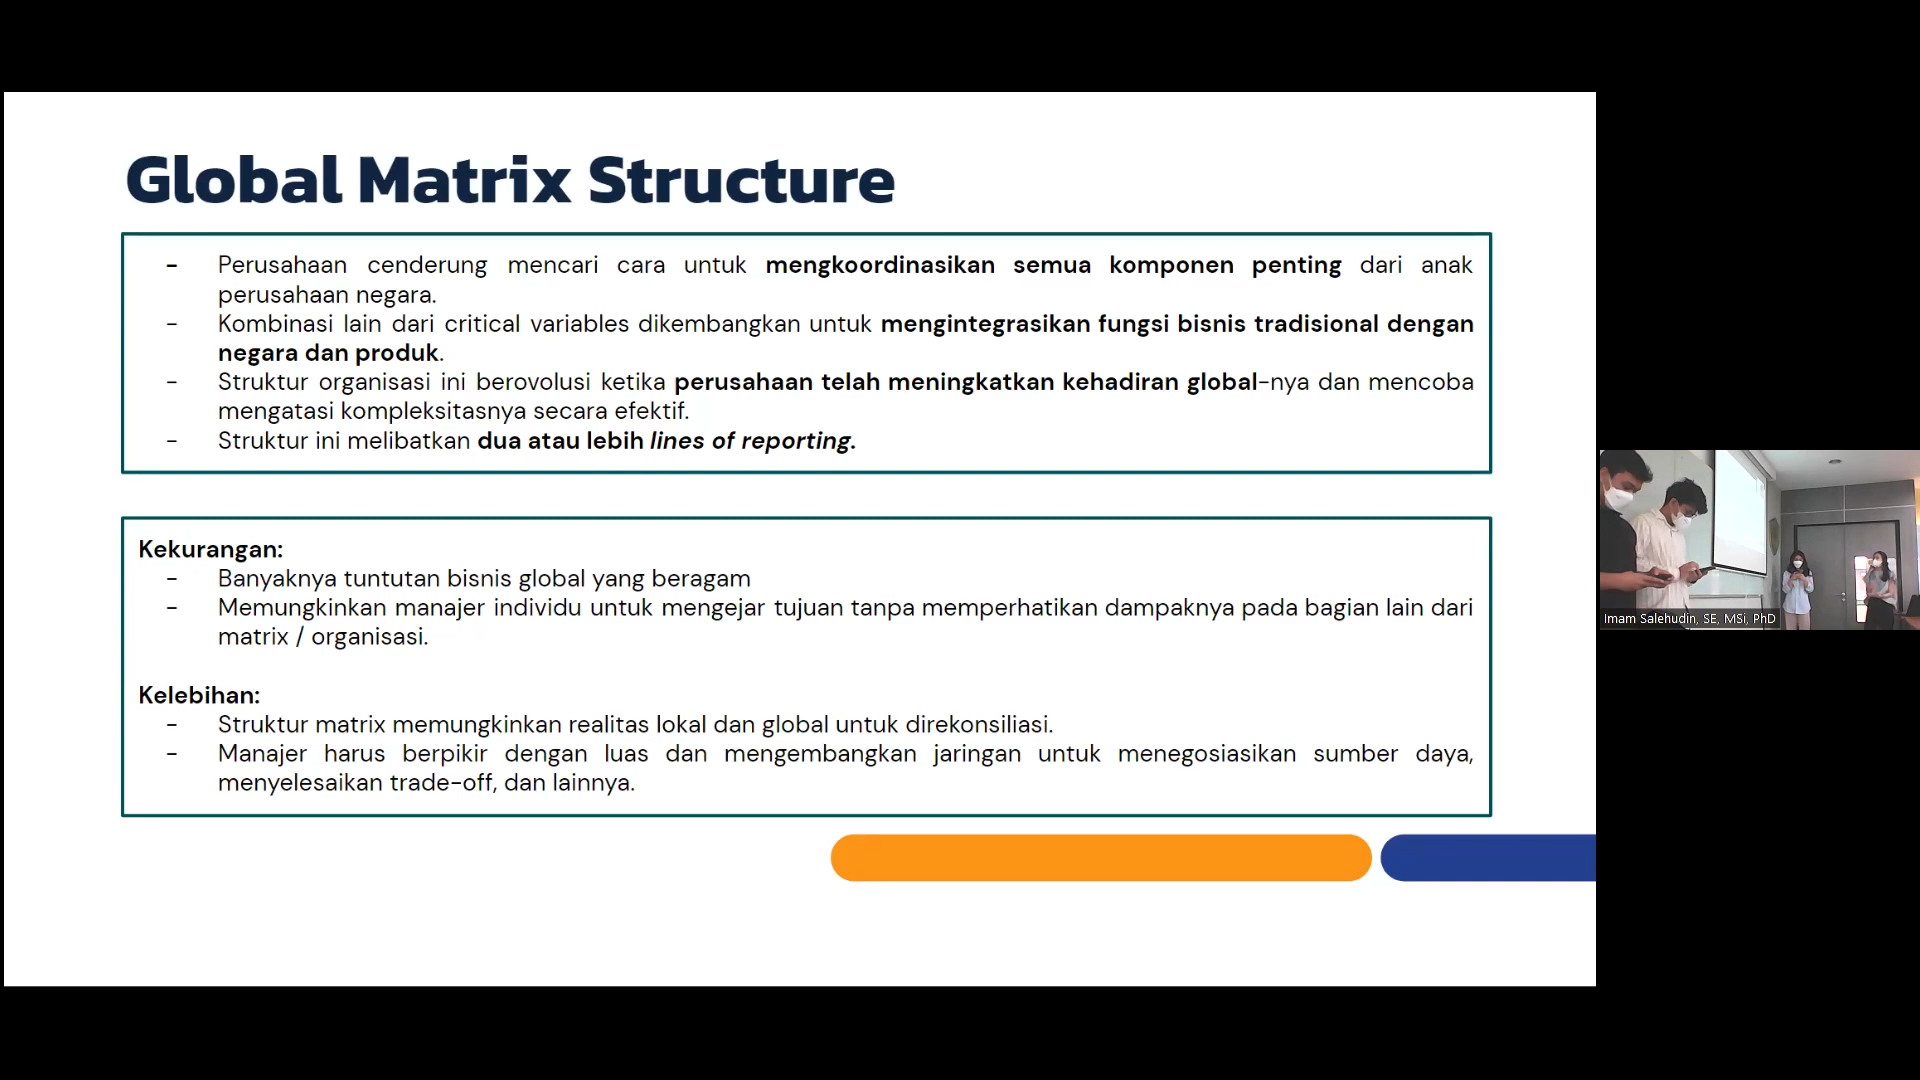 Global Matrix Structure
- Perusahaan cenderung mencari cara untuk mengkoordinasikan semua komponen penting dari anak
perusahaan negara.
- Kombinasi lain dari critical variables dikembangkan untuk mengintegrasikan fungsi bisnis tradisional dengan
negara dan produk.
- Struktur organisasi ini berovolusi ketika perusahaan telah meningkatkan kehadiran global-nya dan mencoba
mengatasi kompleksitasnya secara efektif.
- Struktur ini melibatkan dua atau lebih lines of reporting.
Kekurangan:
- Banyaknya tuntutan bisnis global yang beragam
- Memungkinkan manajer individu untuk mengejar tujuan tanpa memperhatikan dampaknya pada bagian lain dari
matrix / organisasi.
Kelebihan:
- Struktur matrix memungkinkan realitas lokal dan global untuk direkonsiliasi.
- Manajer harus berpikir dengan luas dan mengembangkan jaringan untuk menegosiasikan sumber daya,
menyelesaikan trade-off, dan lainnya.
Imam Salehudin, SE, MSi, PhD